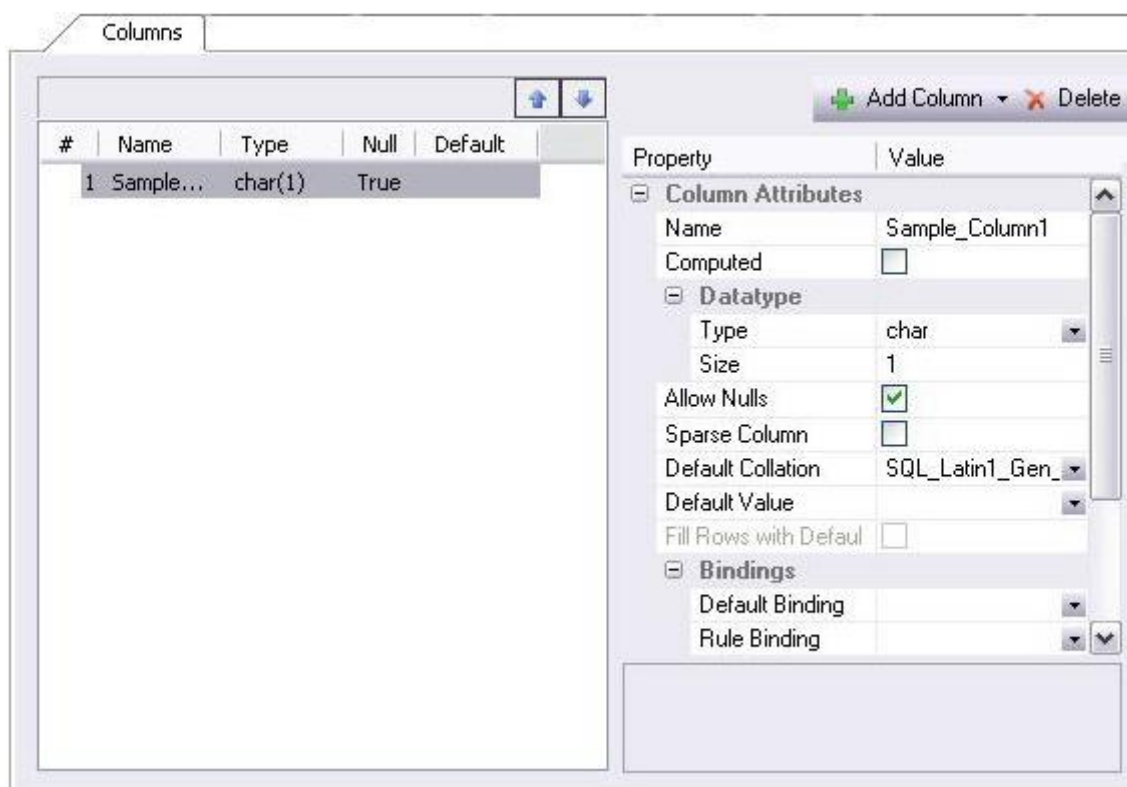 Columns
Add Column Delete
# Name Type Null Default
1 Sample... char(1) True
Property Value
Column Attributes
Name Sample_Column1
Computed
Datatype
Type char
Size 1
Allow Nulls
Sparse Column
Default Collation SQL_Latin1_Gen_
Default Value
Fill Rows with Defaul
Bindings
Default Binding
Rule Binding